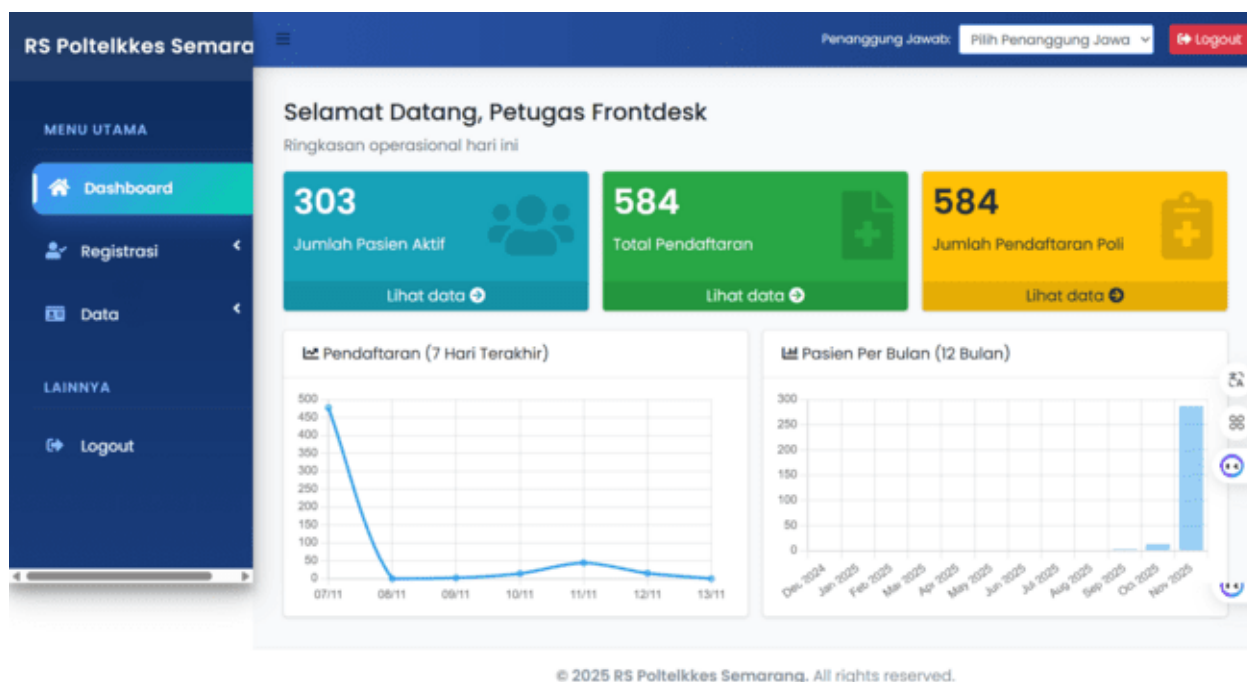 RS Poltelkkes Semara
Penanggung Jawab:
Pilih Penanggung Jawa
Logout
MENU UTAMA
Dashboard
Registrasi
Data
LAINNYA
Logout
Selamat Datang, Petugas Frontdesk
Ringkasan operasional hari ini
303
Jumlah Pasien Aktif
Lihat data
584
Total Pendaftaran
Lihat data
584
Jumlah Pendaftaran Poli
Lihat data
Pendaftaran (7 Hari Terakhir)
500
450
400
350
300
250
200
150
100
50
0
07/11 08/11 09/11 10/11 11/11 12/11 13/11
Pasien Per Bulan (12 Bulan)
300
250
200
150
100
50
0
Dec 2024 Jan 2025 Feb 2025 Mar 2025 Apr 2025 May 2025 Jun 2025 Jul 2025 Aug 2025 Sep 2025 Oct 2025 Nov 2025
© 2025 RS Poltelkkes Semarang. All rights reserved.